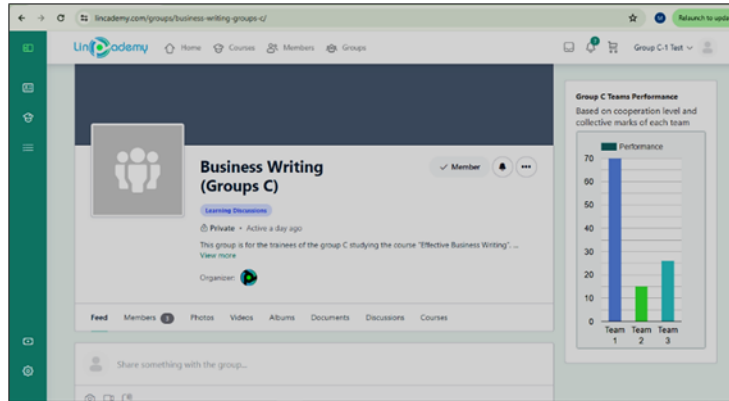 lincademy.com/groups/business-writing-groups-c/
Relaunch to upda
Lincademy Home Courses Members Groups
Group C-1 Test
Business Writing
(Groups C)
Member
Learning Discussions
Private • Active a day ago
This group is for the trainees of the group C studying the course "Effective Business Writing". ...
View more
Organizer:
Feed Members 3 Photos Videos Albums Documents Discussions Courses
Share something with the group...
Group C Teams Performance
Based on cooperation level and
collective marks of each team
Performance
70
60
50
40
30
20
10
0
Team Team Team
1 2 3